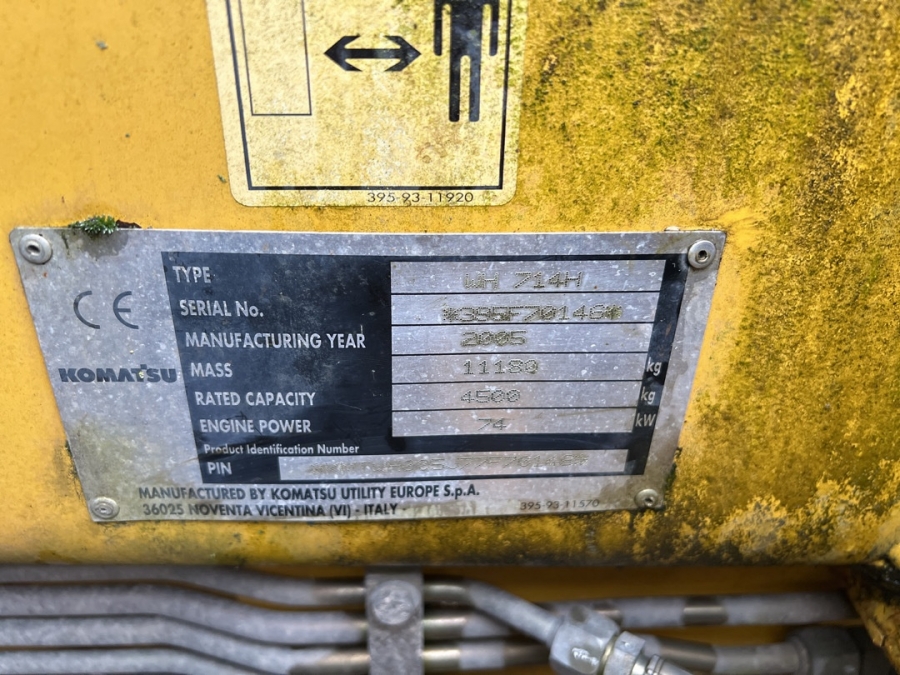 395-93-11920
TYPE WH 714H
CE
SERIAL No. *395F70146*
MANUFACTURING YEAR 2005
KOMATSU
MASS 11180 kg
RATED CAPACITY 4500 kg
ENGINE POWER 74 kW
Product Identification Number
PIN
MANUFACTURED BY KOMATSU UTILITY EUROPE S.p.A.
36025 NOVENTA VICENTINA (VI) - ITALY -
395-93-11570